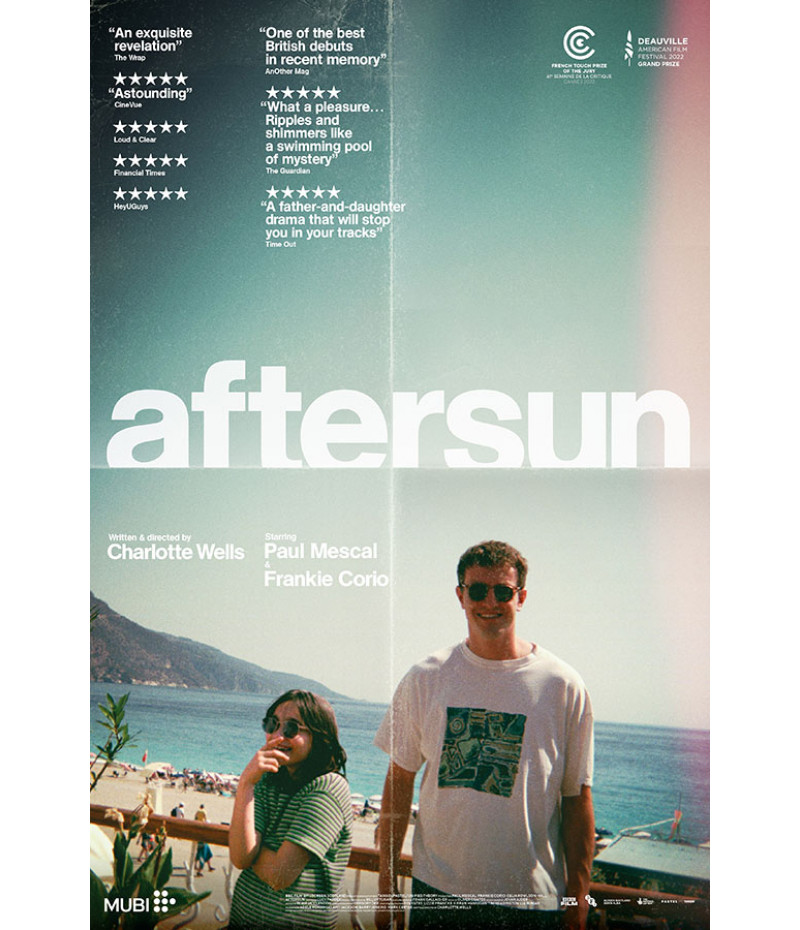 “An exquisite
revelation”
The Wrap
★★★★★
“Astounding”
CineVue
★★★★★
Loud & Clear
★★★★★
Financial Times
★★★★★
HeyUGuys
“One of the best
British debuts
in recent memory”
AnOther Mag
★★★★★
“What a pleasure...
Ripples and
shimmers like
a swimming pool
of mystery”
The Guardian
★★★★★
“A father-and-daughter
drama that will stop
you in your tracks”
Time Out
FRENCH TOUCH PRIZE
OF THE JURY
DEAUVILLE
AMERICAN FILM
FESTIVAL 2022
GRAND PRIZE
aftersun
Written & directed by
Charlotte Wells
Starring
Paul Mescal
&
Frankie Corio
MUBI